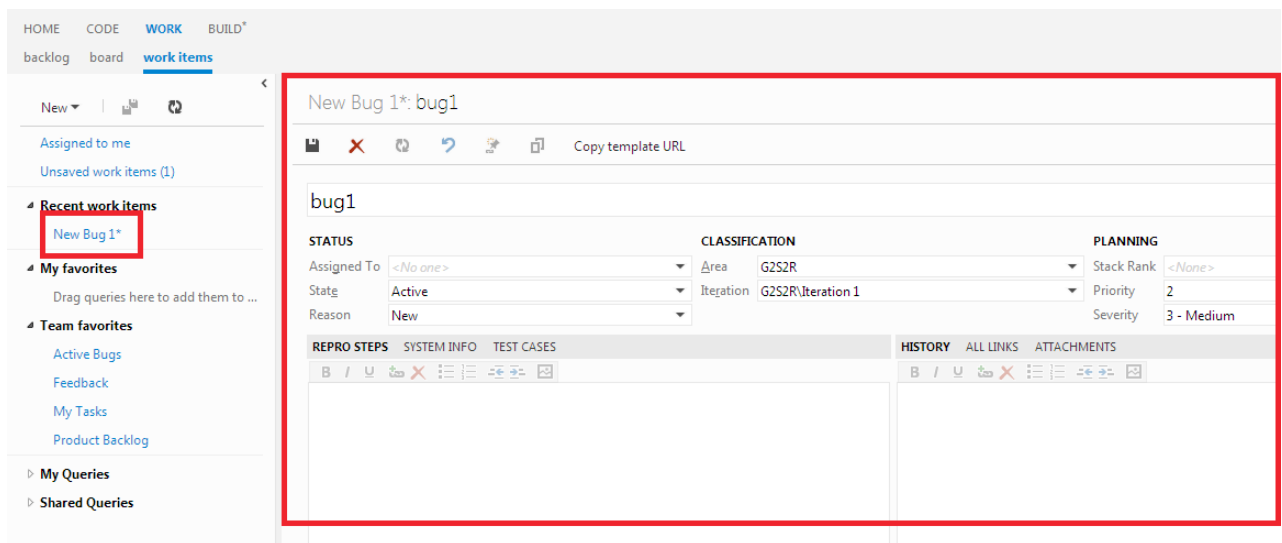 HOME CODE WORK BUILD*
backlog board work items
New
Assigned to me
Unsaved work items (1)
Recent work items
New Bug 1*
My favorites
Drag queries here to add them to ...
Team favorites
Active Bugs
Feedback
My Tasks
Product Backlog
My Queries
Shared Queries
New Bug 1*: bug1
Copy template URL
bug1
STATUS CLASSIFICATION PLANNING
Assigned To <No one> Area G2S2R Stack Rank <None>
State Active Iteration G2S2R\Iteration 1 Priority 2
Reason New Severity 3 - Medium
REPRO STEPS SYSTEM INFO TEST CASES HISTORY ALL LINKS ATTACHMENTS
B I U B I U